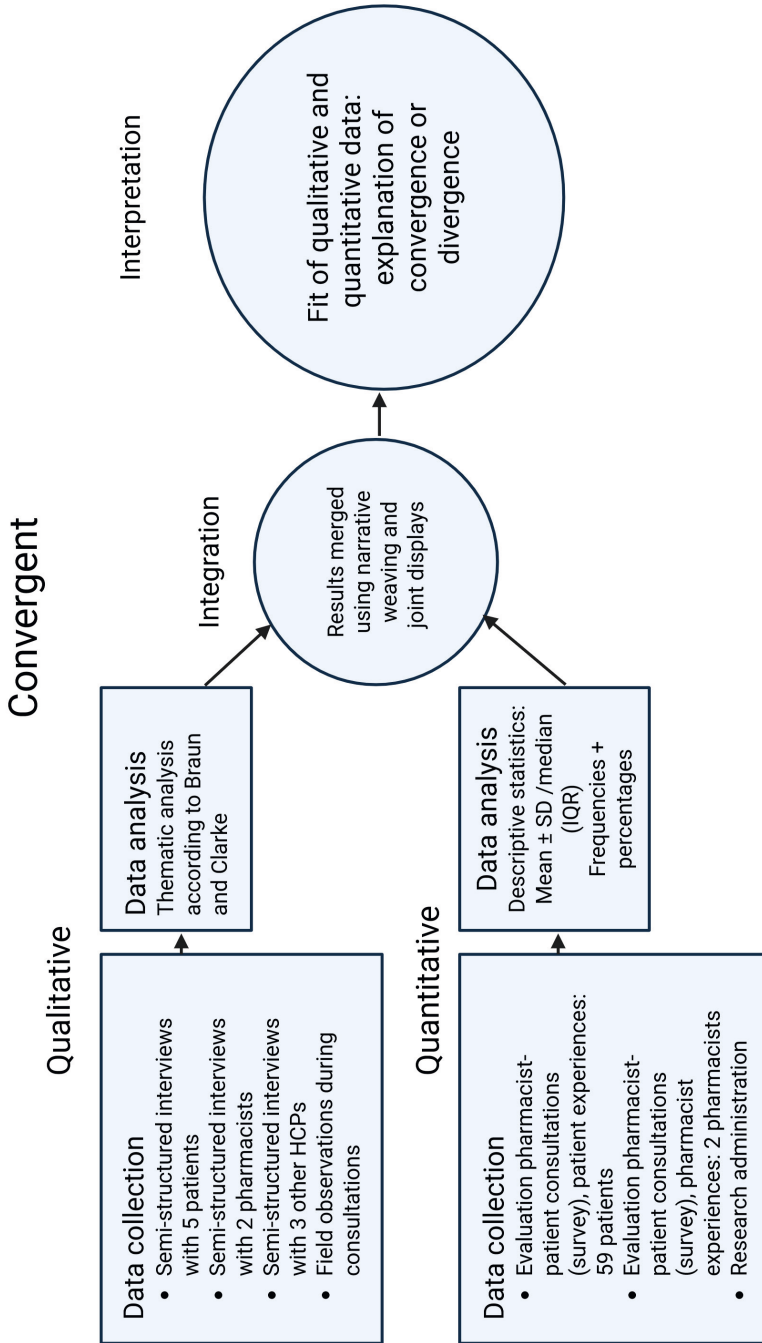 Convergent
Qualitative
Data collection
• Semi-structured interviews
with 5 patients
• Semi-structured interviews
with 2 pharmacists
• Semi-structured interviews
with 3 other HCPs
• Field observations during
consultations
Data analysis
Thematic analysis
according to Braun
and Clarke
Quantitative
Data collection
• Evaluation pharmacist-
patient consultations
(survey), patient experiences:
59 patients
• Evaluation pharmacist-
patient consultations
(survey), pharmacist
experiences: 2 pharmacists
• Research administration
Data analysis
Descriptive statistics:
Mean ± SD /median
(IQR)
Frequencies +
percentages
Integration
Results merged
using narrative
weaving and
joint displays
Interpretation
Fit of qualitative and
quantitative data:
explanation of
convergence or
divergence